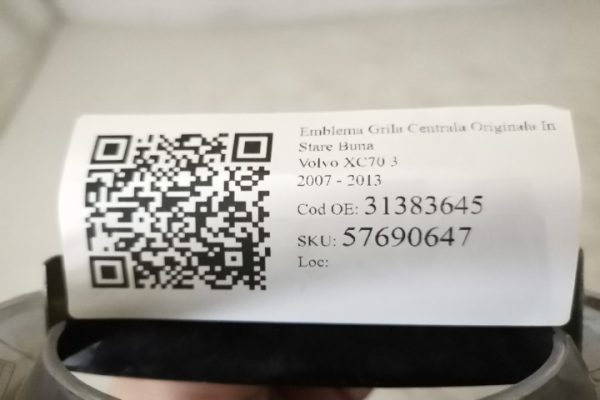 Emblema Grila Centrala Originala In
Stare Buna
Volvo XC70 3
2007 - 2013
Cod OE: 31383645
SKU: 57690647
Loc: